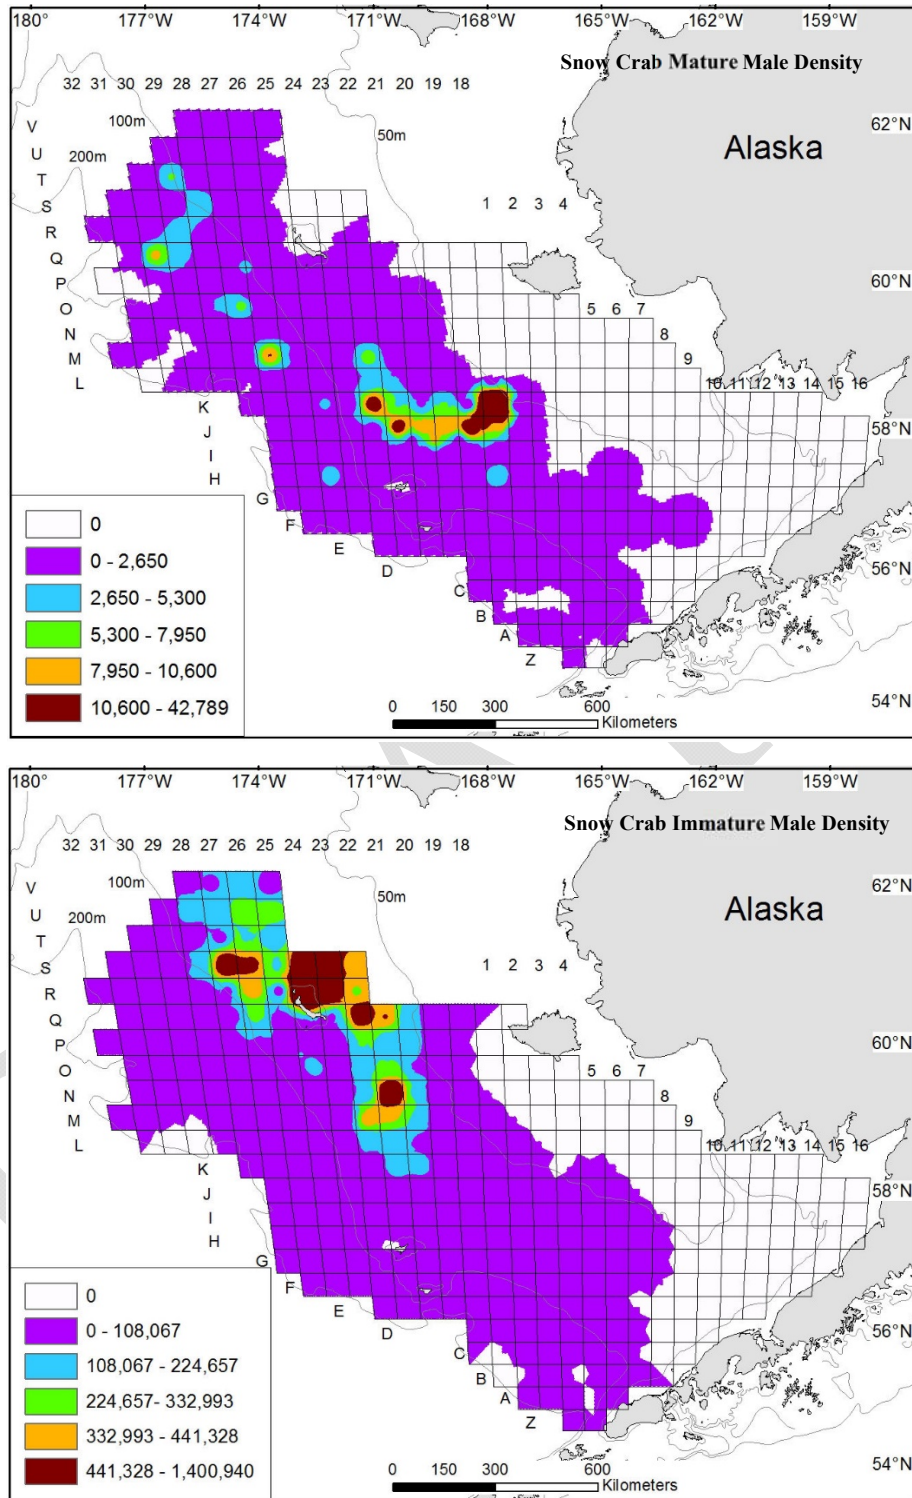 180° 177°W 174°W 171°W 168°W 165°W 162°W 159°W
Snow Crab Mature Male Density
32 31 30 29 28 27 26 25 24 23 22 21 20 19 18
100m
50m
62°N
V
U
200m
Alaska
T
S
1 2 3 4
R
Q
60°N
P
O
5 6 7
N
8
M
9
L
10 11 12 13 14 15 16
K
58°N
J
I
H
G
F
E
D
56°N
C
B
A
Z
54°N
0
0 - 2,650
2,650 - 5,300
5,300 - 7,950
7,950 - 10,600
10,600 - 42,789
0 150 300 600
Kilometers
180° 177°W 174°W 171°W 168°W 165°W 162°W 159°W
Snow Crab Immature Male Density
32 31 30 29 28 27 26 25 24 23 22 21 20 19 18
100m
50m
62°N
V
U
200m
Alaska
T
S
1 2 3 4
R
Q
60°N
P
O
5 6 7
N
8
M
9
L
10 11 12 13 14 15 16
K
58°N
J
I
H
G
F
E
D
56°N
C
B
A
Z
54°N
0
0 - 108,067
108,067 - 224,657
224,657- 332,993
332,993 - 441,328
441,328 - 1,400,940
0 150 300 600
Kilometers